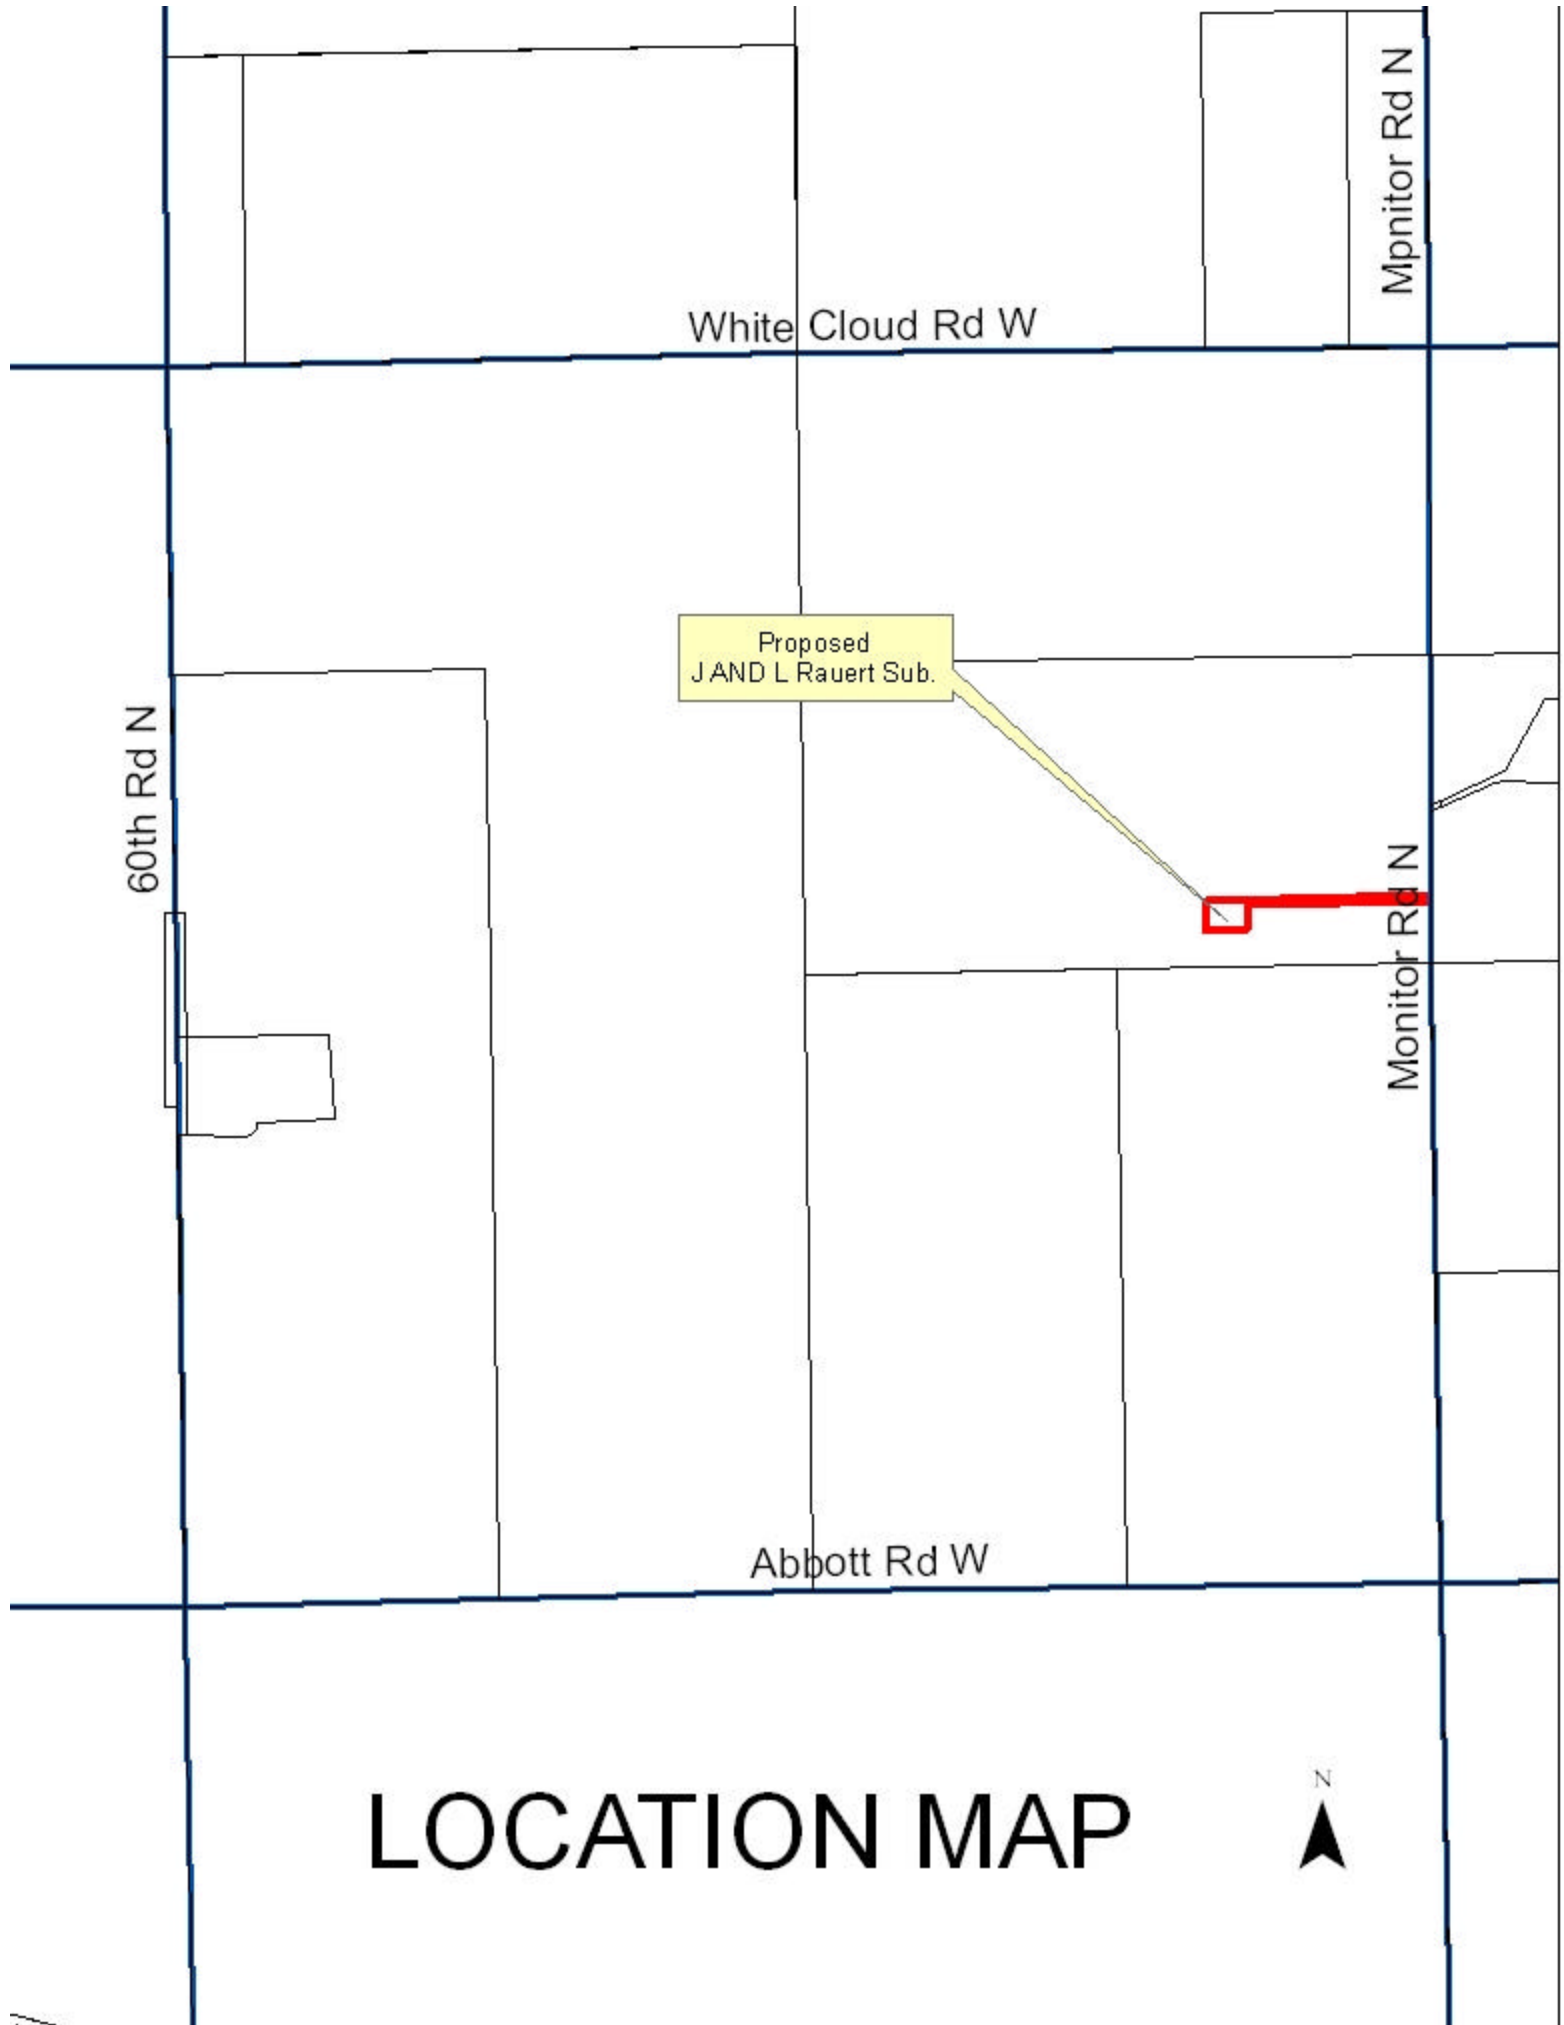 Mpnitor Rd N
White Cloud Rd W
Proposed
J AND L Rauert Sub.
60th Rd N
Monitor Rd N
Abbott Rd W
N
LOCATION MAP